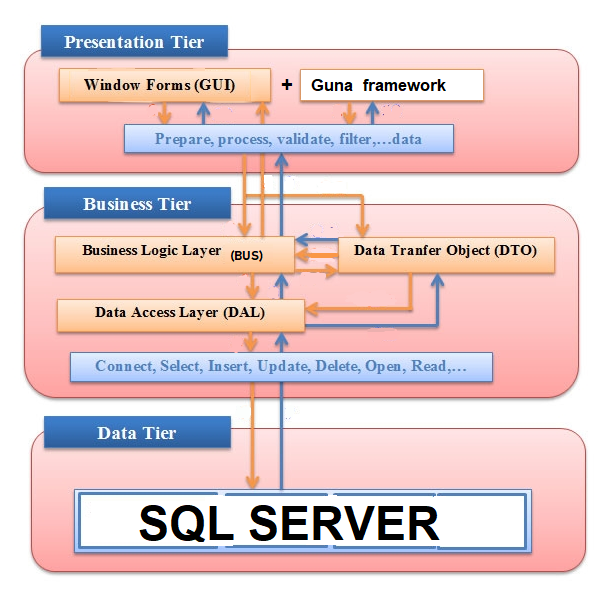 Presentation Tier
Window Forms (GUI) + Guna framework
Prepare, process, validate, filter,...data
Business Tier
Business Logic Layer (BUS)
Data Tranfer Object (DTO)
Data Access Layer (DAL)
Connect, Select, Insert, Update, Delete, Open, Read,...
Data Tier
SQL SERVER